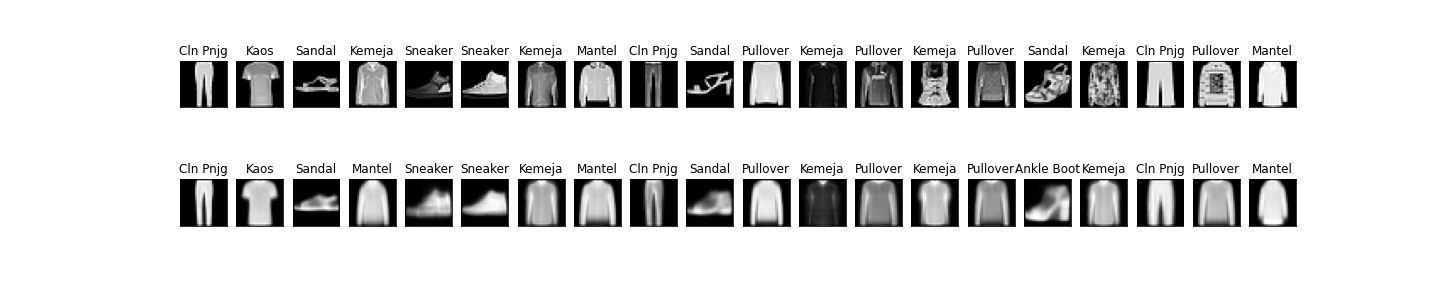 Cln Pnjg Kaos Sandal Kemeja Sneaker Sneaker Kemeja Mantel Cln Pnjg Sandal Pullover Kemeja Pullover Kemeja Pullover Sandal Kemeja Cln Pnjg Pullover Mantel
Cln Pnjg Kaos Sandal Mantel Sneaker Sneaker Kemeja Mantel Cln Pnjg Sandal Pullover Kemeja Pullover Kemeja Pullover Ankle Boot Kemeja Cln Pnjg Pullover Mantel